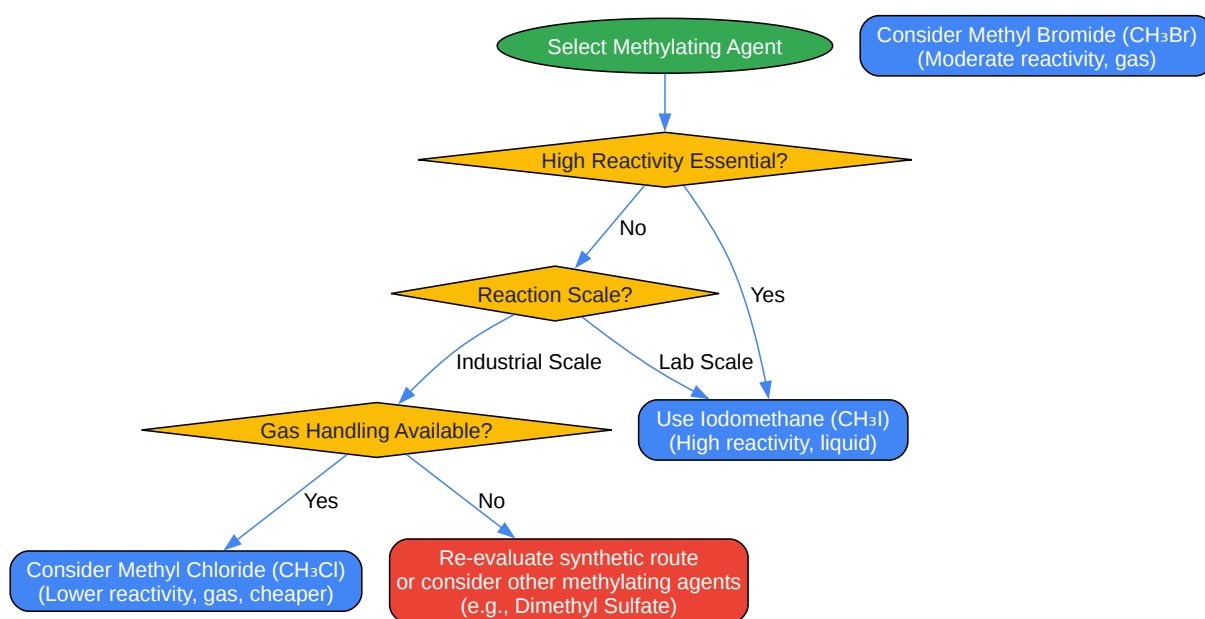 Select Methylating Agent
Consider Methyl Bromide (CH₃Br)
(Moderate reactivity, gas)
High Reactivity Essential?
No
Reaction Scale?
Yes
Industrial Scale
Lab Scale
Gas Handling Available?
Use Iodomethane (CH₃I)
(High reactivity, liquid)
Yes
No
Consider Methyl Chloride (CH₃Cl)
(Lower reactivity, gas, cheaper)
Re-evaluate synthetic route
or consider other methylating agents
(e.g., Dimethyl Sulfate)